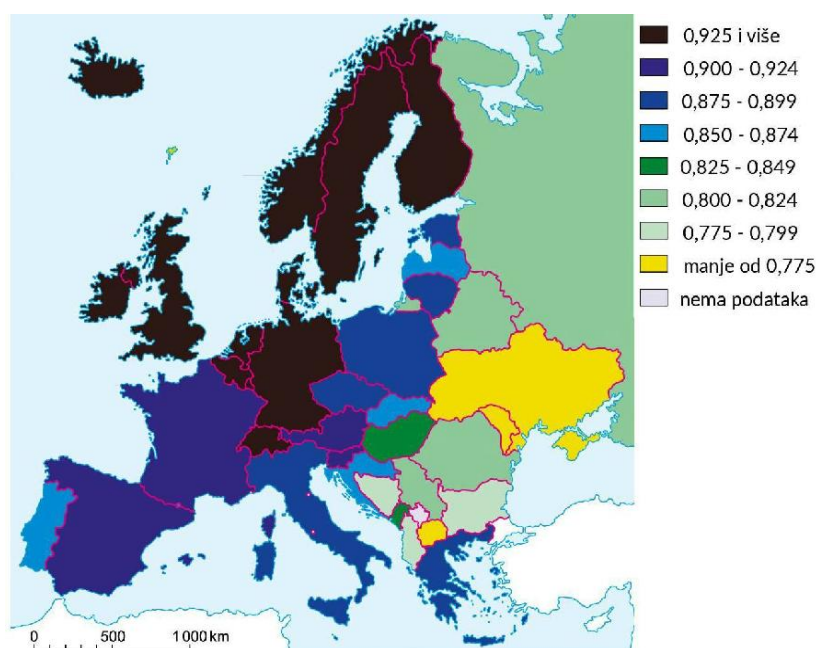 0,925 i više
0,900 - 0,924
0,875 - 0,899
0,850 - 0,874
0,825 - 0,849
0,800 - 0,824
0,775 - 0,799
manje od 0,775
nema podataka
0 500 1000 km